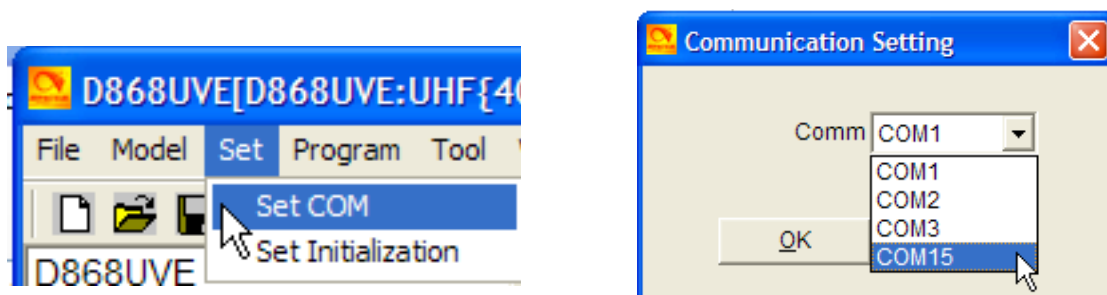 D868UVE[D868UVE:UHF{40
File Model Set Program Tool
Set COM
Set Initialization
D868UVE
Communication Setting
Comm COM1
COM1
COM2
COM3
COM15
OK